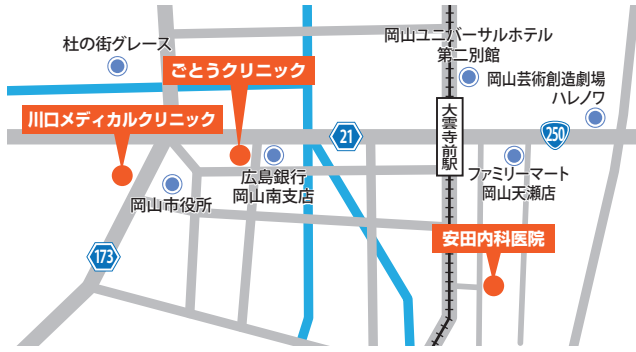 岡山ユニバーサルホテル
第二別館
杜の街グレース
ごとうクリニック
岡山芸術創造劇場
ハレノワ
川口メディカルクリニック
21
大雲寺前駅
250
広島銀行
岡山南支店
ファミリーマート
岡山天瀬店
岡山市役所
安田内科医院
173